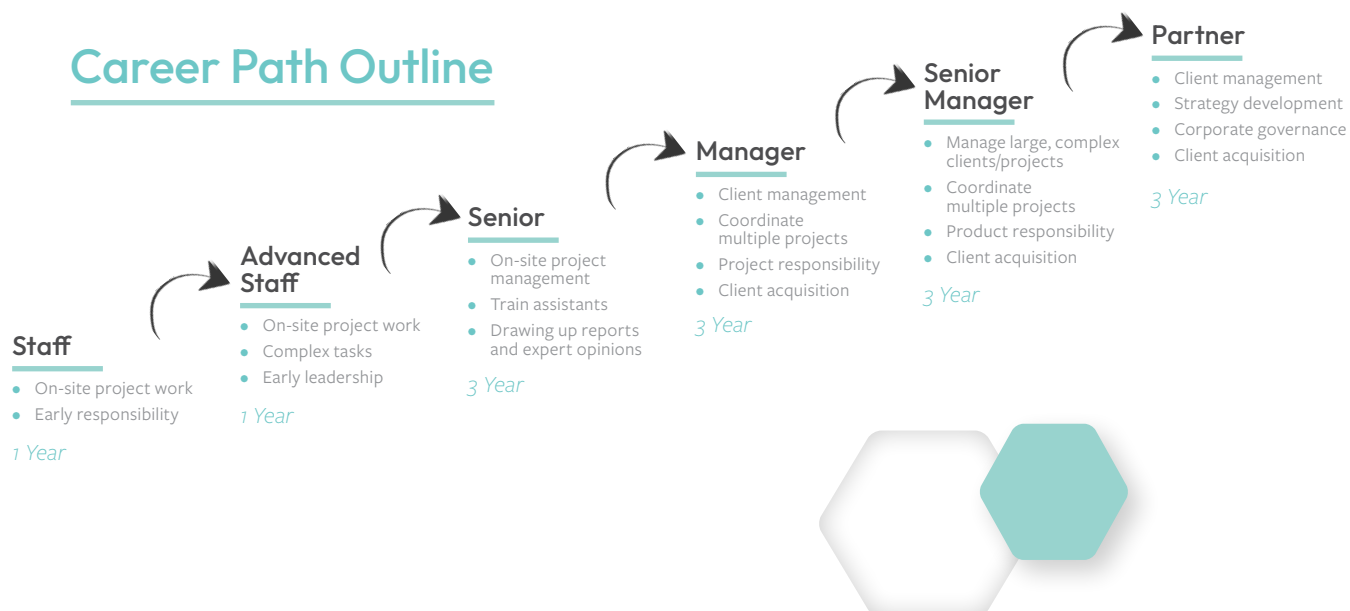 Career Path Outline
Staff
• On-site project work
• Early responsibility
1 Year
Advanced
Staff
• On-site project work
• Complex tasks
• Early leadership
1 Year
Senior
• On-site project
management
• Train assistants
• Drawing up reports
and expert opinions
3 Year
Manager
• Client management
• Coordinate
multiple projects
• Project responsibility
• Client acquisition
3 Year
Senior
Manager
• Manage large, complex
clients/projects
• Coordinate
multiple projects
• Product responsibility
• Client acquisition
3 Year
Partner
• Client management
• Strategy development
• Corporate governance
• Client acquisition
3 Year